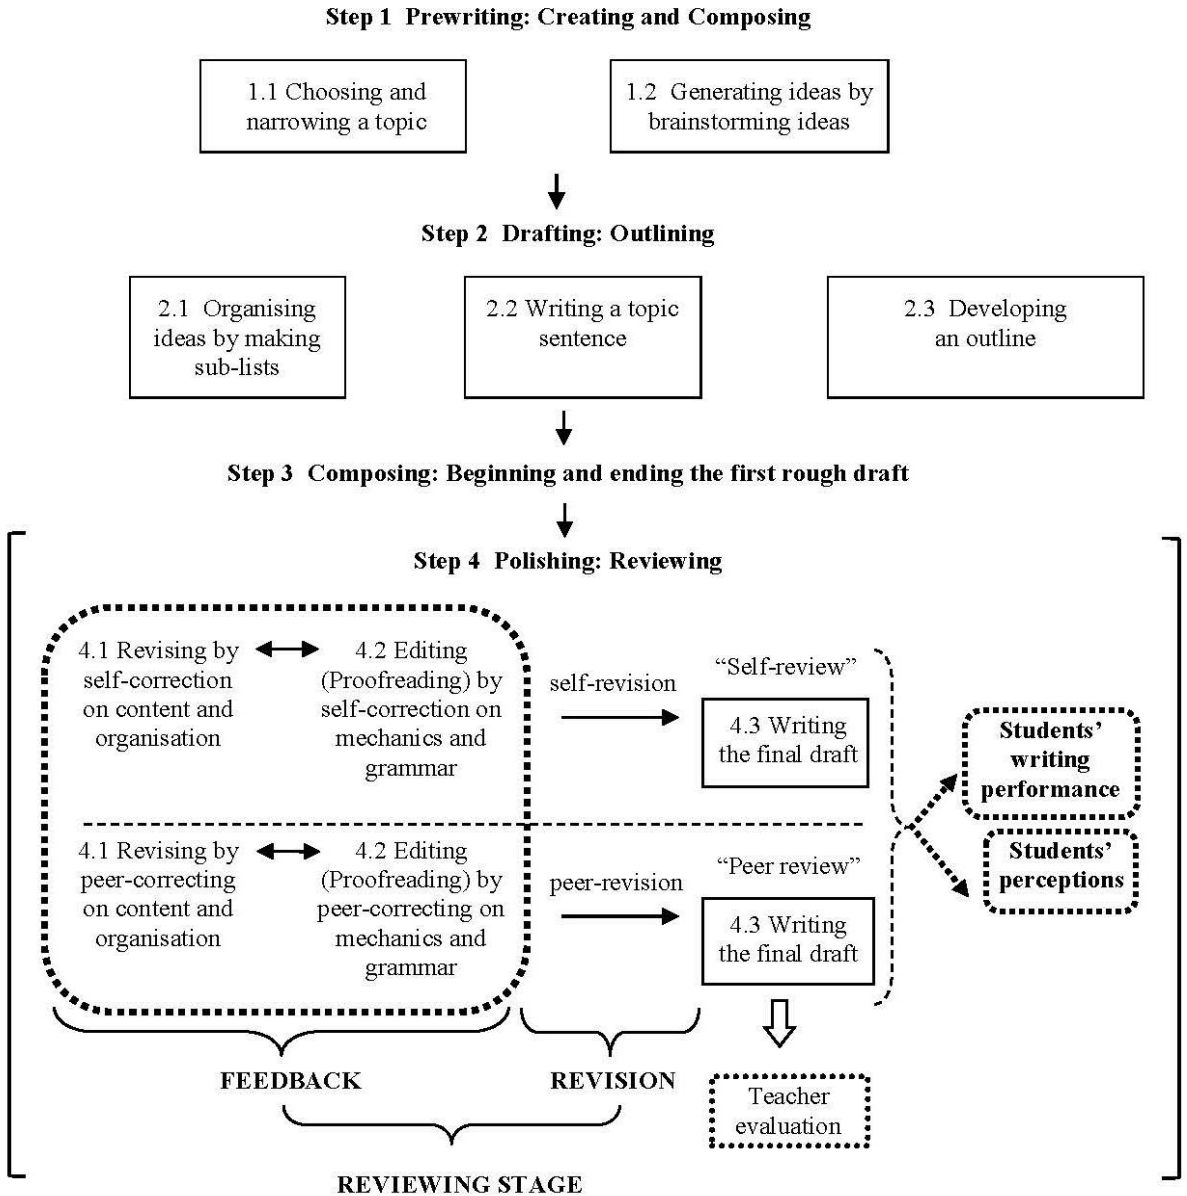 Step 1 Prewriting: Creating and Composing
1.1 Choosing and
narrowing a topic
1.2 Generating ideas by
brainstorming ideas
Step 2 Drafting: Outlining
2.1 Organising
ideas by making
sub-lists
2.2 Writing a topic
sentence
2.3 Developing
an outline
Step 3 Composing: Beginning and ending the first rough draft
Step 4 Polishing: Reviewing
4.1 Revising by
self-correction
on content and
organisation
4.2 Editing
(Proofreading) by
self-correction on
mechanics and
grammar
self-revision
“Self-review”
4.3 Writing
the final draft
4.1 Revising by
peer-correcting
on content and
organisation
4.2 Editing
(Proofreading) by
peer-correcting on
mechanics and
grammar
peer-revision
“Peer review”
4.3 Writing
the final draft
Students’
writing
performance
Students’
perceptions
FEEDBACK
REVISION
Teacher
evaluation
REVIEWING STAGE